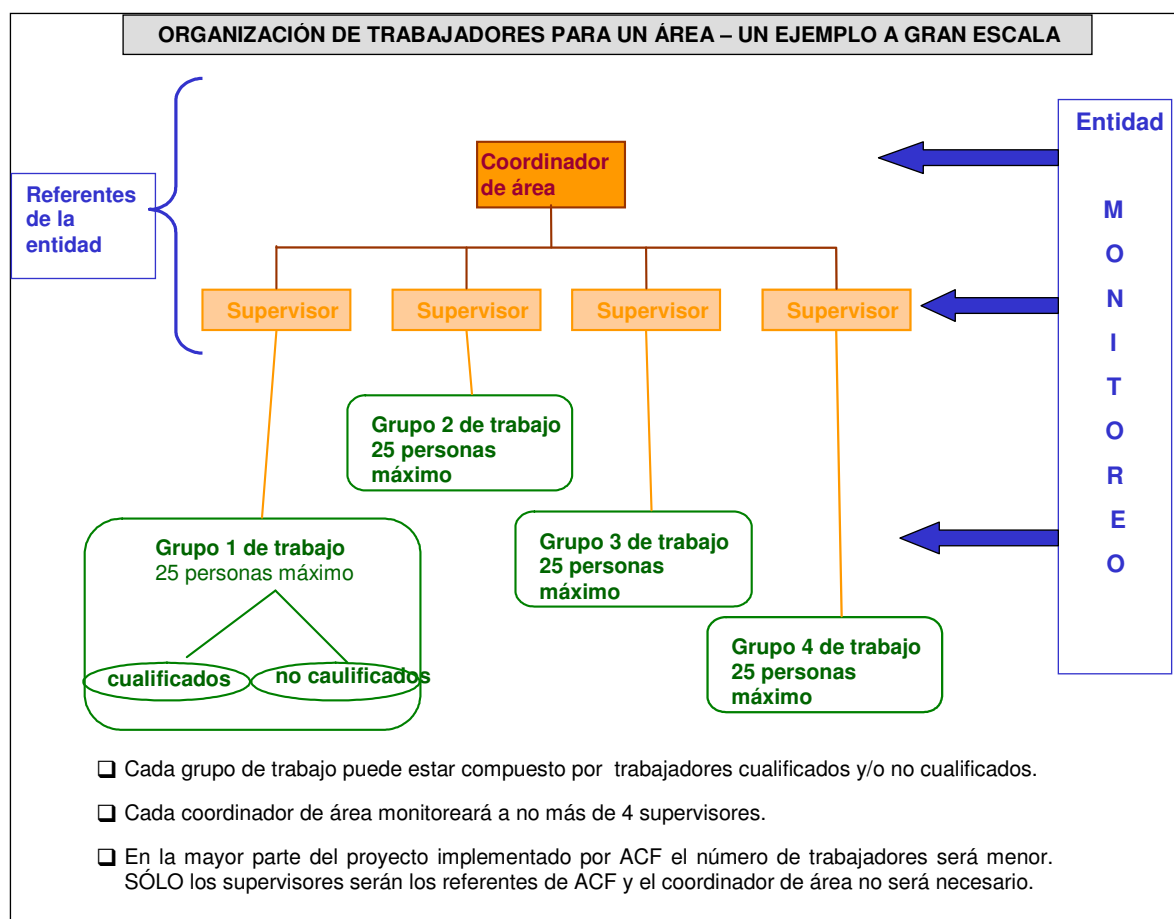 ORGANIZACIÓN DE TRABAJADORES PARA UN ÁREA – UN EJEMPLO A GRAN ESCALA
Entidad
MONITOREO
Coordinador
de área
Referentes
de la
entidad
Supervisor
Supervisor
Supervisor
Supervisor
Grupo 2 de trabajo
25 personas
máximo
Grupo 1 de trabajo
25 personas máximo
cualificados
no caulificados
Grupo 3 de trabajo
25 personas
máximo
Grupo 4 de trabajo
25 personas
máximo
❑ Cada grupo de trabajo puede estar compuesto por trabajadores cualificados y/o no cualificados.
❑ Cada coordinador de área monitoreará a no más de 4 supervisores.
❑ En la mayor parte del proyecto implementado por ACF el número de trabajadores será menor.
SÓLO los supervisores serán los referentes de ACF y el coordinador de área no será necesario.